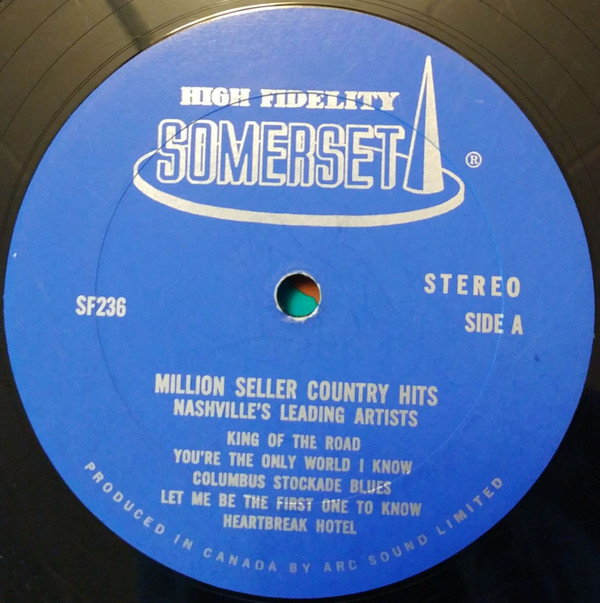 HIGH FIDELITY
SOMERSET
®
STEREO
SF236
SIDE A
MILLION SELLER COUNTRY HITS
NASHVILLE'S LEADING ARTISTS
KING OF THE ROAD
YOU'RE THE ONLY WORLD I KNOW
COLUMBUS STOCKADE BLUES
LET ME BE THE FIRST ONE TO KNOW
HEARTBREAK HOTEL
PRODUCED IN CANADA BY ARC SOUND LIMITED